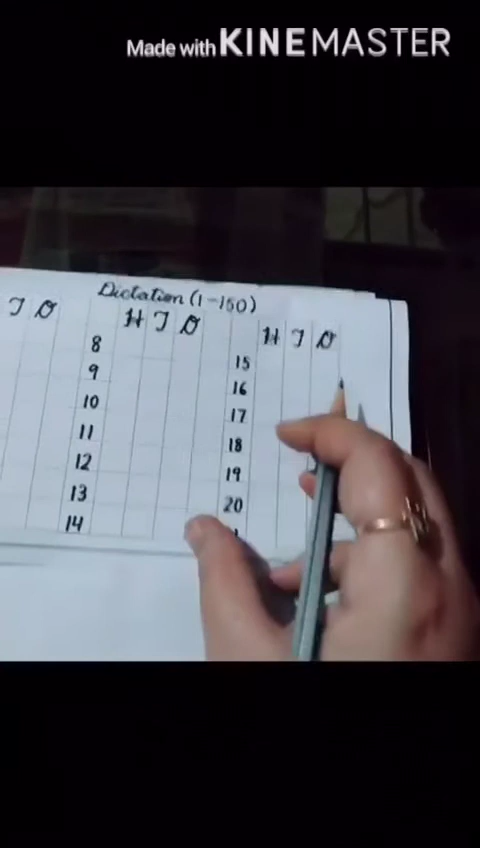 Made with KINEMASTER
Dictation (1-150)
T O
H T O
H T O
8
9
10
11
12
13
14
15
16
17
18
19
20